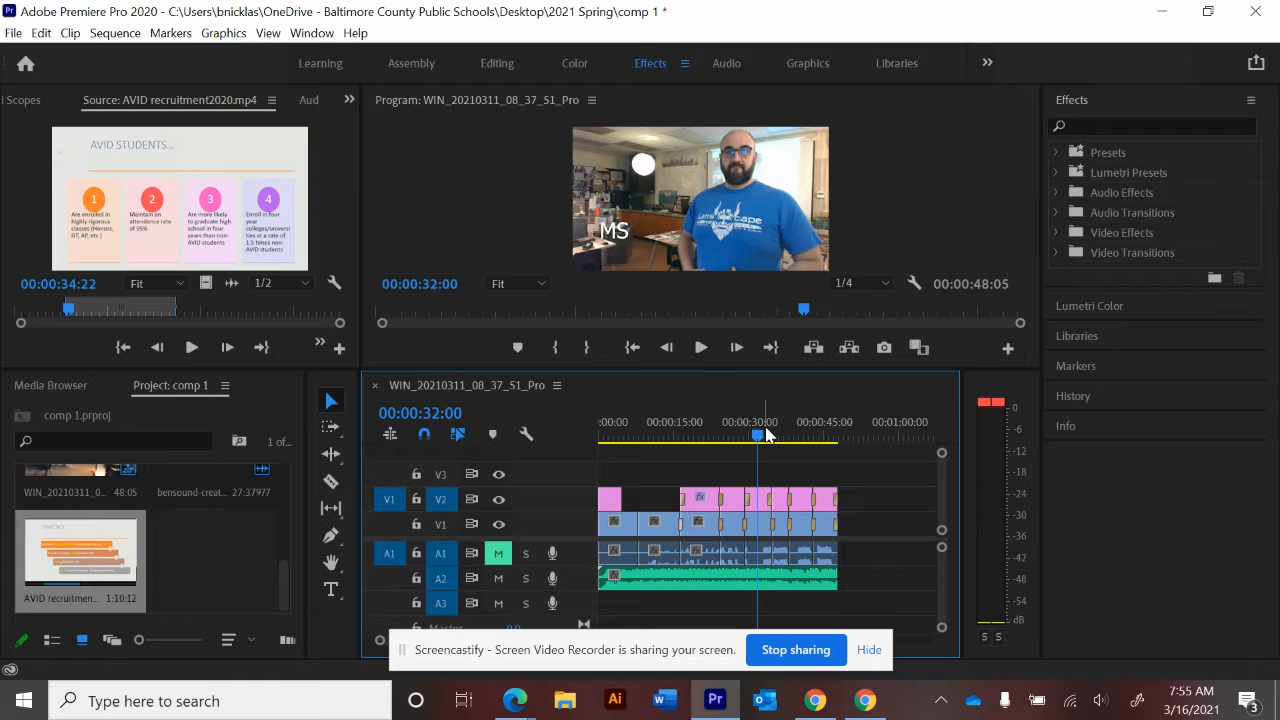 Adobe Premiere Pro 2020 - C:\Users\bnicklas\OneDrive - Baltimore County Public Schools\Desktop\2021 Spring\comp 1 *
File Edit Clip Sequence Markers Graphics View Window Help
Learning Assembly Editing Color Effects Audio Graphics Libraries
Scopes Source: AVID recruitment2020.mp4 Aud
Program: WIN_20210311_08_37_51_Pro
Effects
AVID STUDENTS...
1 2 3 4
Are enrolled in highly rigorous classes (Honors, GT, AP, etc.)
Maintain an attendance rate of 95%
Are more likely to graduate high school in four years than non-AVID students
Enroll in four year colleges/universities at a rate of 1.5 times non-AVID students
MS
Presets
Lumetri Presets
Audio Effects
Audio Transitions
Video Effects
Video Transitions
00:00:34:22 Fit 1/2
00:00:32:00 Fit 1/4 00:00:48:05
Lumetri Color
Libraries
Markers
History
Info
Media Browser Project: comp 1
comp 1.prproj
1 of...
WIN_20210311_0... 48:05
bensound-creat... 27:37977
AVID recruitmen... 1:10:12
WIN_20210311_08_37_51_Pro
00:00:32:00
:00:00 00:00:15:00 00:00:30:00 00:00:45:00 00:01:00:00
V3
V1 V2 fx
V1 fx fx fx
A1 A1 M S fx fx fx
A2 M S fx
A3 M S
Master 0.0
0
-6
-12
-18
-24
-30
-36
-42
-48
-54
dB
S S
Screencastify - Screen Video Recorder is sharing your screen. Stop sharing Hide
Type here to search
7:55 AM
3/16/2021
3